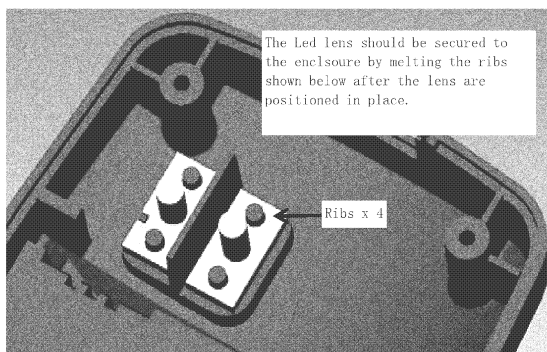 The Led lens should be secured to
the enclsoure by melting the ribs
shown below after the lens are
positioned in place.
Ribs x 4